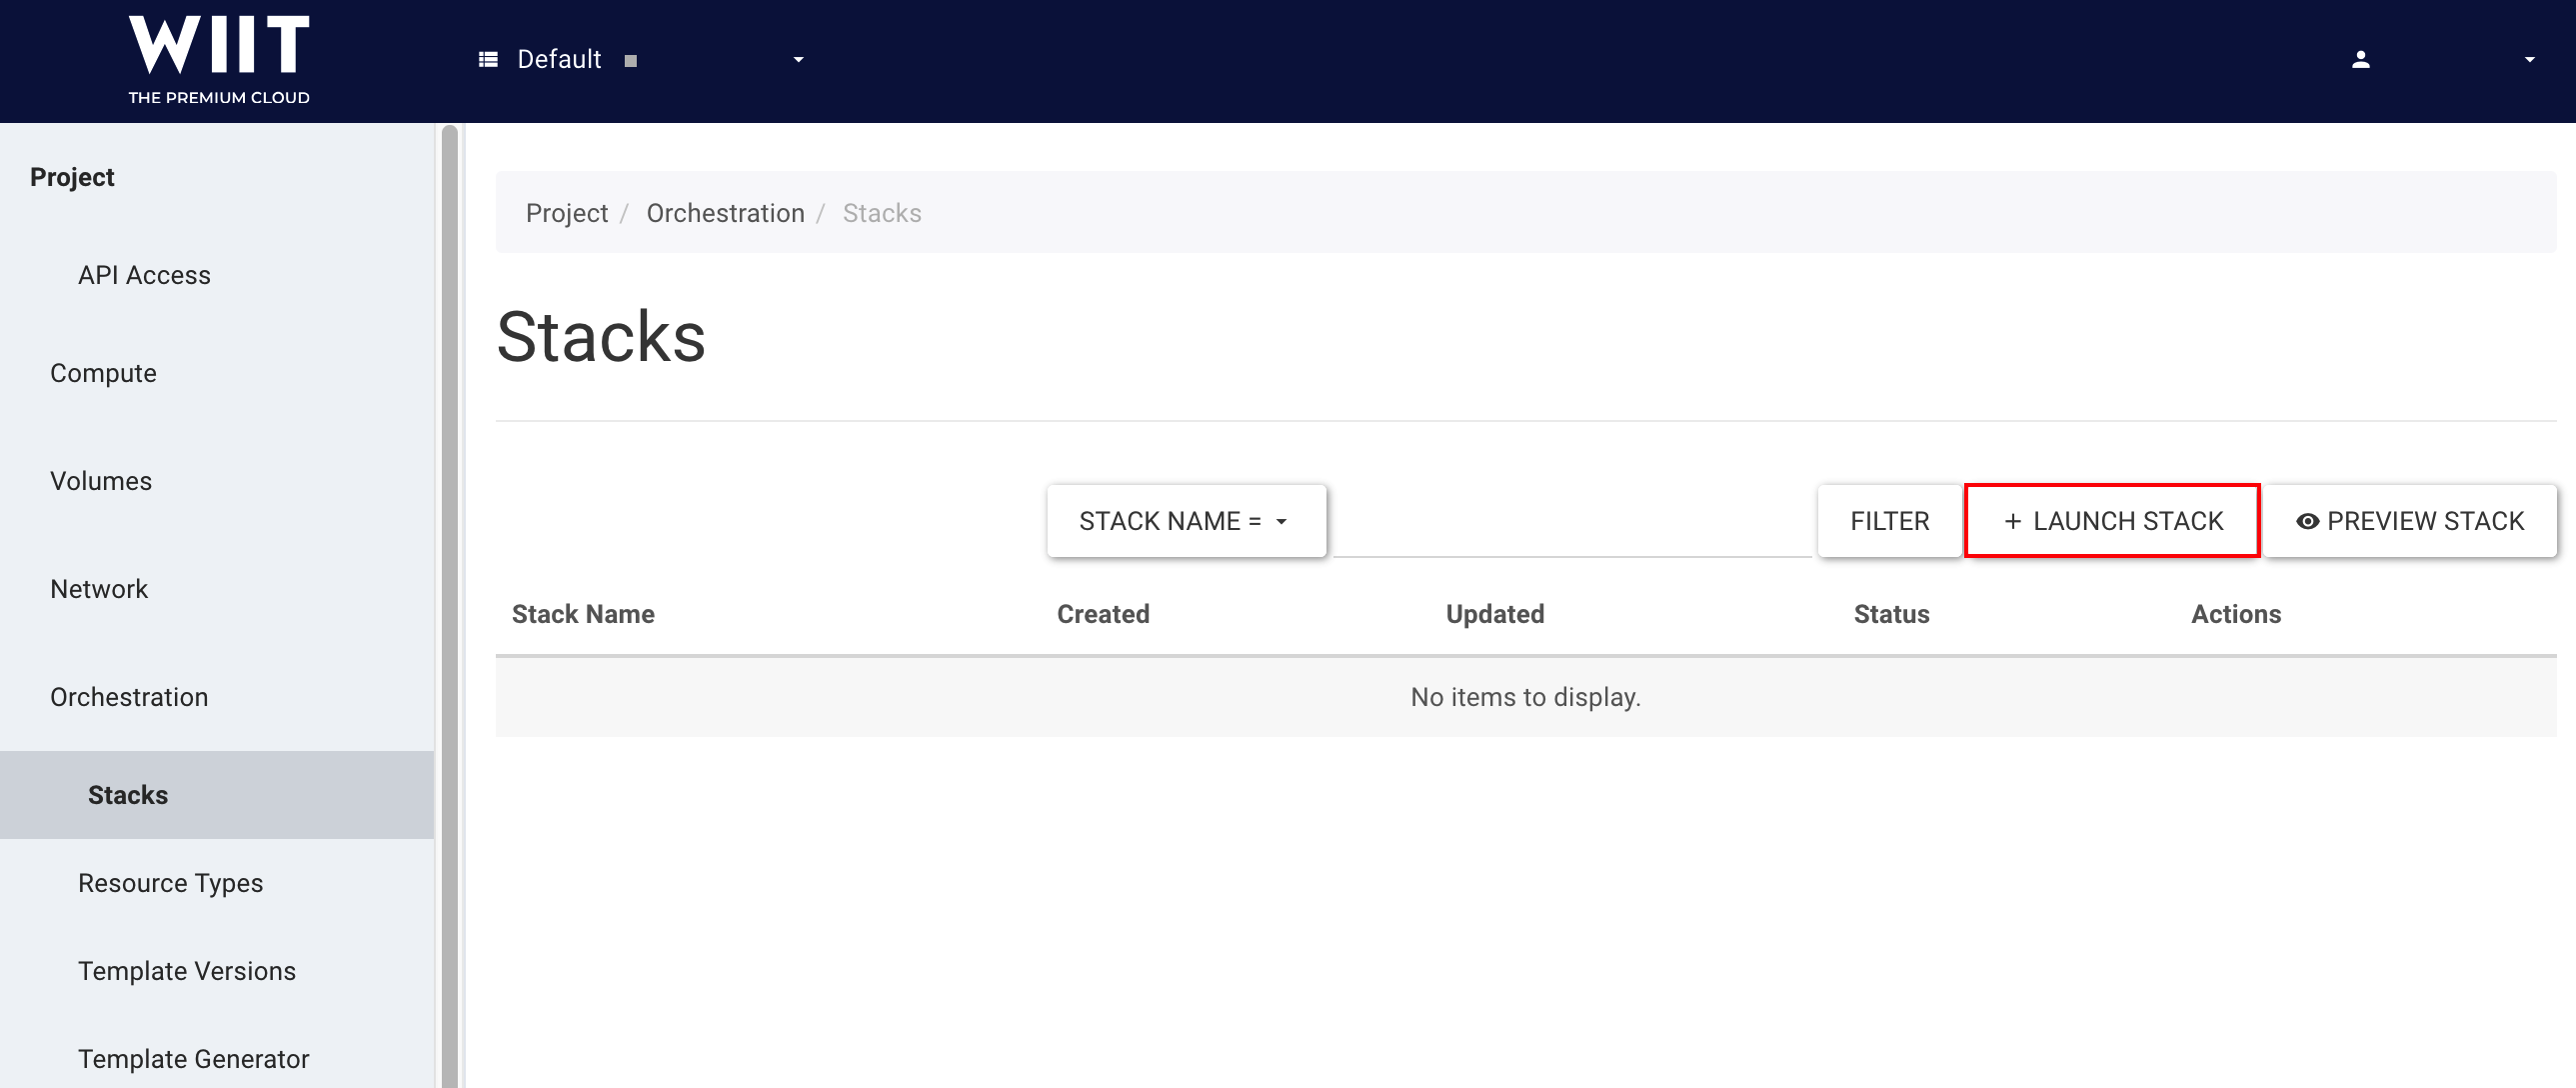 WIIT
THE PREMIUM CLOUD
Default
Project
API Access
Compute
Volumes
Network
Orchestration
Stacks
Resource Types
Template Versions
Template Generator
Project / Orchestration / Stacks
Stacks
STACK NAME =
FILTER
+ LAUNCH STACK
PREVIEW STACK
Stack Name Created Updated Status Actions
No items to display.